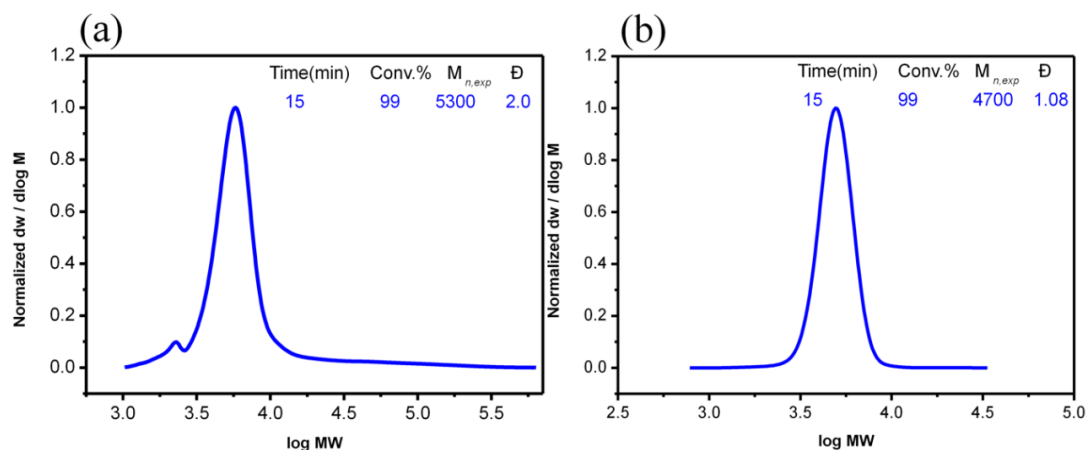 (a)
Time(min) Conv.% Mn,exp Đ
15 99 5300 2.0
Normalized dw / dlog M
1.2
1.0
0.8
0.6
0.4
0.2
0.0
3.0 3.5 4.0 4.5 5.0 5.5
log MW
(b)
Time(min) Conv.% Mn,exp Đ
15 99 4700 1.08
Normalized dw / dlog M
1.2
1.0
0.8
0.6
0.4
0.2
0.0
2.5 3.0 3.5 4.0 4.5 5.0
log MW